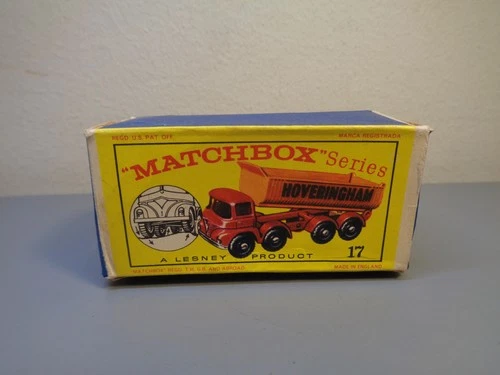 REGD. U.S. PAT. OFF. MARCA REGISTRADA
"MATCHBOX" Series
HOVERINGHAM
A LESNEY PRODUCT 17
MADE IN ENGLAND